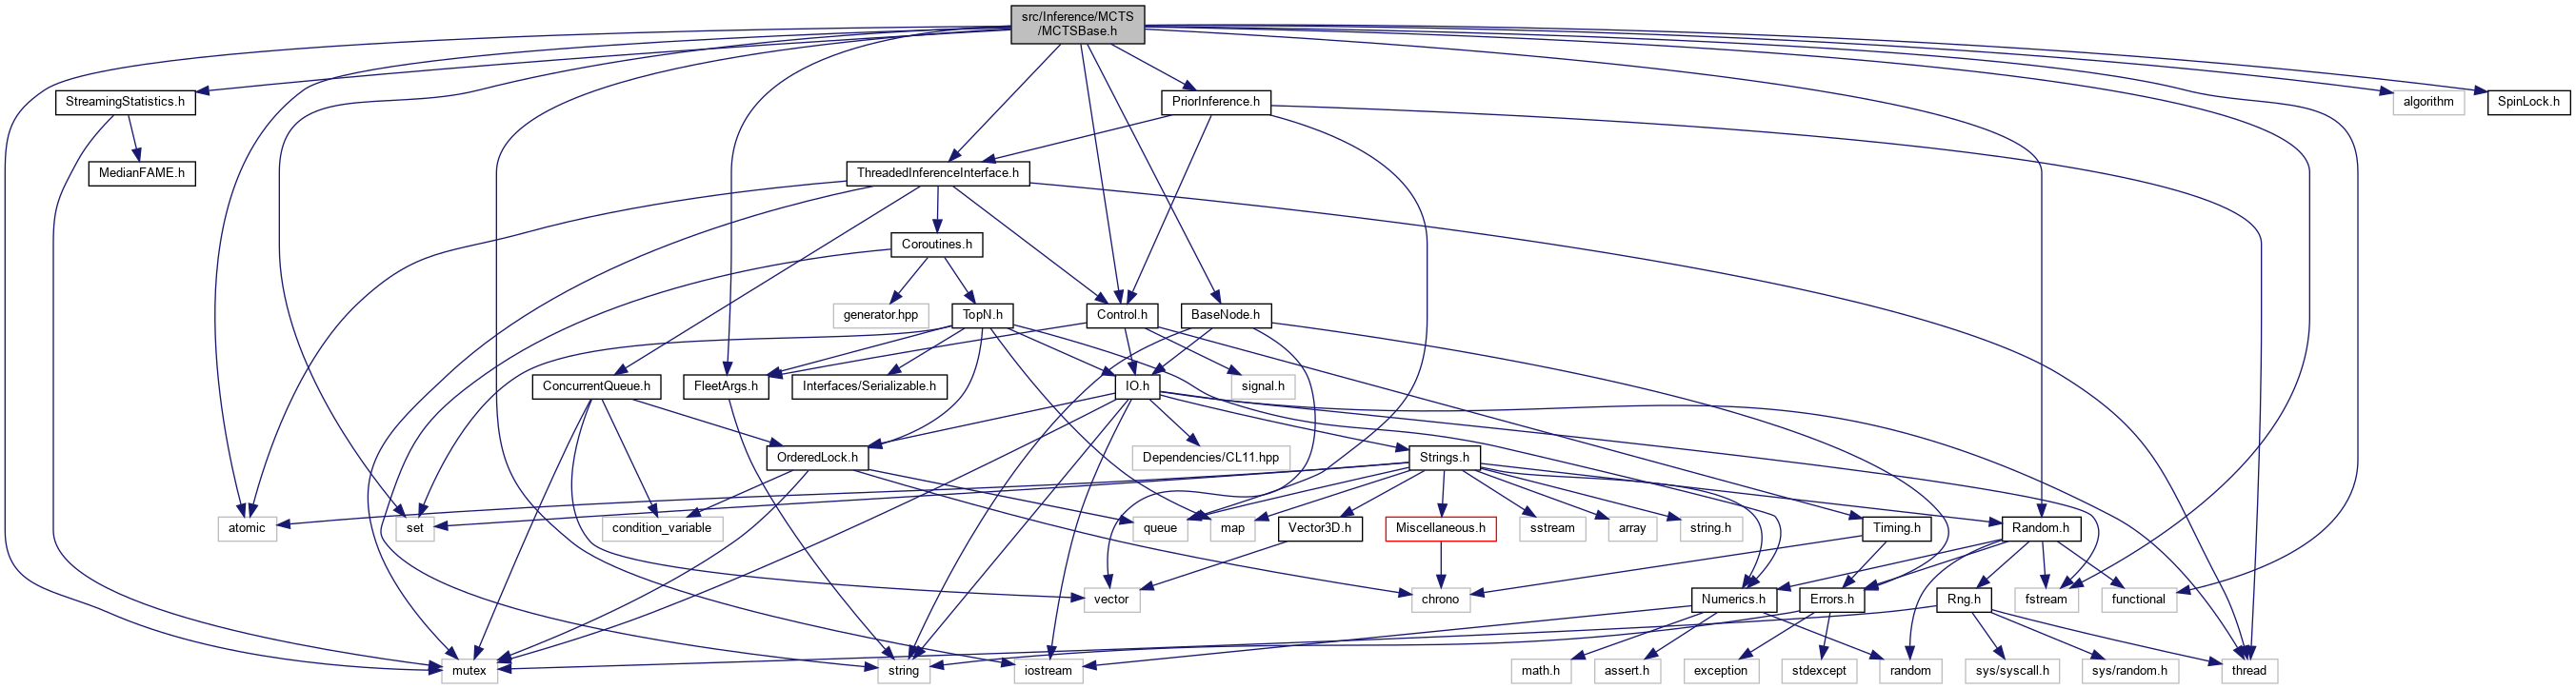 src/Inference/MCTS
/MCTSBase.h
StreamingStatistics.h
PriorInference.h
algorithm
SpinLock.h
MedianFAME.h
ThreadedInferenceInterface.h
Coroutines.h
generator.hpp
TopN.h
Control.h
BaseNode.h
ConcurrentQueue.h
FleetArgs.h
Interfaces/Serializable.h
IO.h
signal.h
OrderedLock.h
Dependencies/CL11.hpp
Strings.h
atomic
set
condition_variable
queue
map
Vector3D.h
Miscellaneous.h
sstream
array
string.h
Timing.h
Random.h
vector
chrono
Numerics.h
Errors.h
Rng.h
fstream
functional
mutex
string
iostream
math.h
assert.h
exception
stdexcept
random
sys/syscall.h
sys/random.h
thread